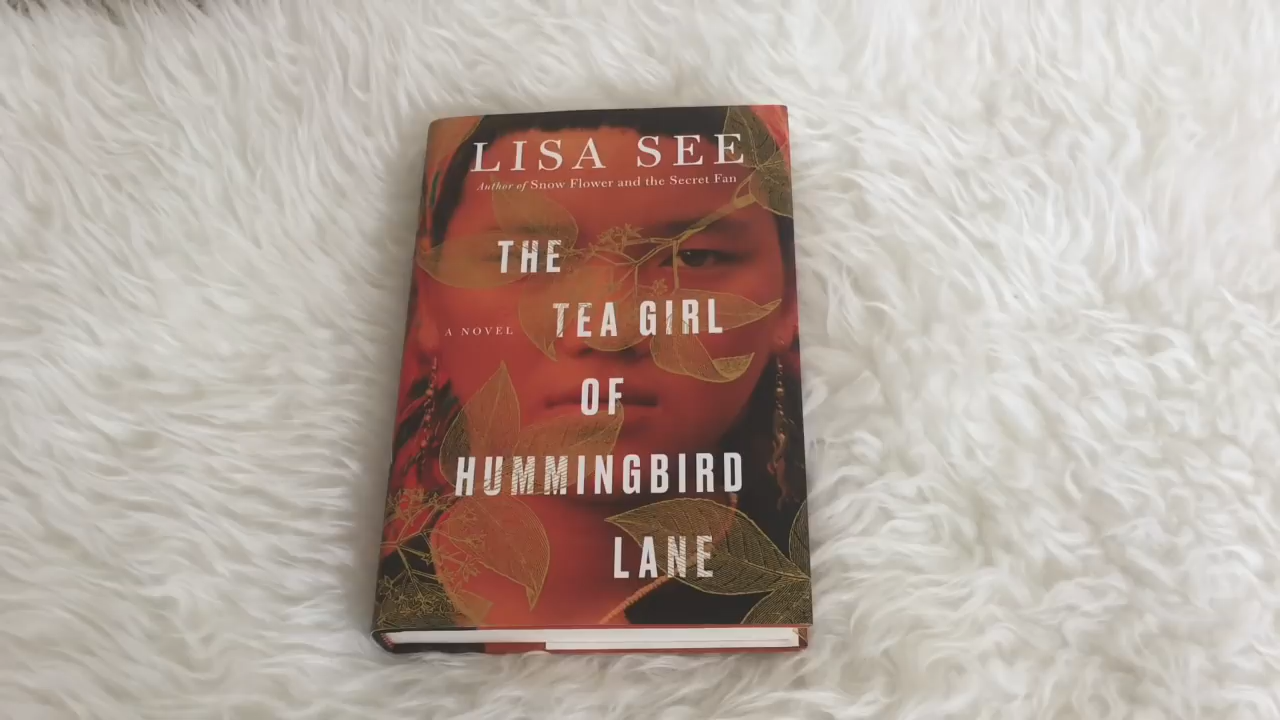 LISA SEE
Author of Snow Flower and the Secret Fan
THE
TEA GIRL
A NOVEL
OF
HUMMINGBIRD
LANE